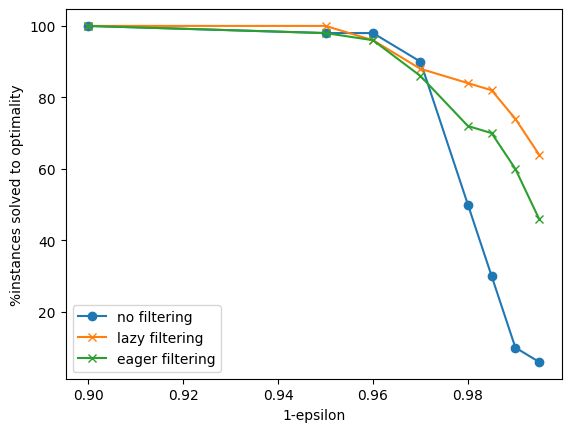 %instances solved to optimality
100
80
60
40
20
no filtering
lazy filtering
eager filtering
0.90
0.92
0.94
0.96
0.98
1-epsilon